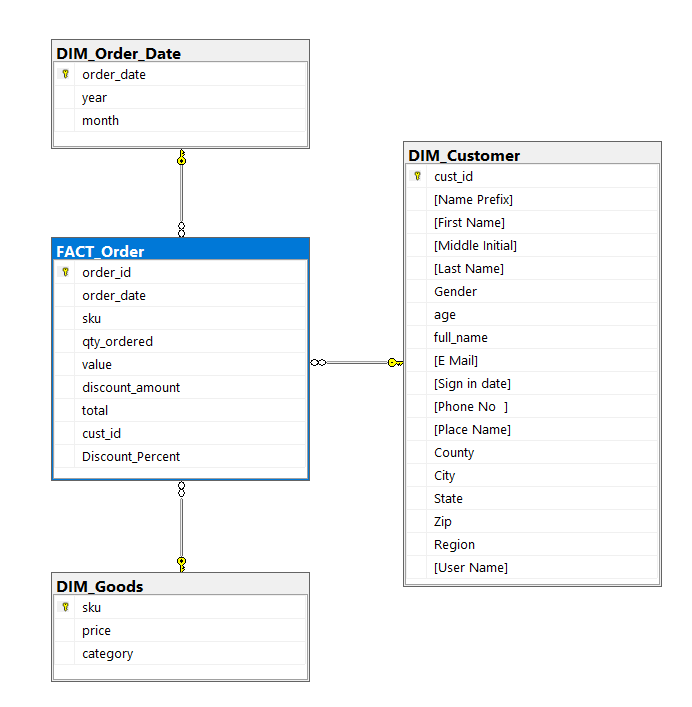 DIM_Order_Date
order_date
year
month
DIM_Customer
cust_id
[Name Prefix]
[First Name]
[Middle Initial]
[Last Name]
Gender
age
full_name
[E Mail]
[Sign in date]
[Phone No  ]
[Place Name]
County
City
State
Zip
Region
[User Name]
FACT_Order
order_id
order_date
sku
qty_ordered
value
discount_amount
total
cust_id
Discount_Percent
DIM_Goods
sku
price
category